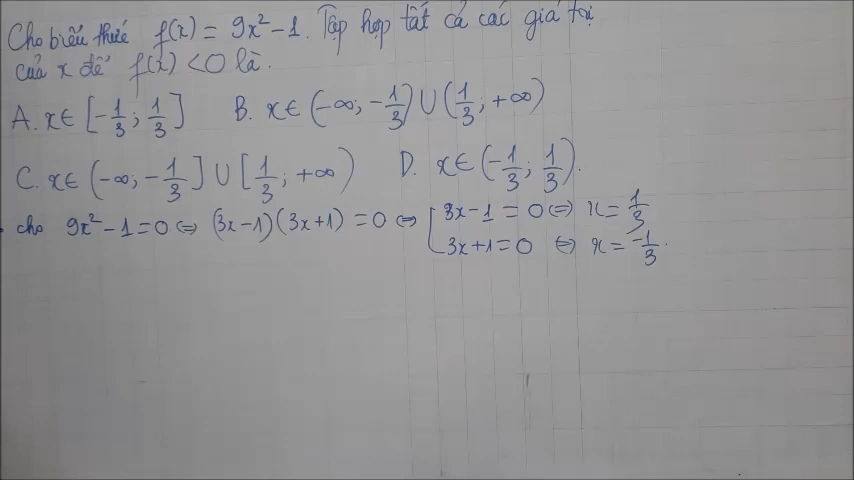 Cho biểu thức f(x) = 9x² - 1. Tập hợp tất cả các giá trị
của x để f(x) < 0 là.
A. x ∈ [-1/3; 1/3] B. x ∈ (-∞; -1/3) ∪ (1/3; +∞)
C. x ∈ (-∞; -1/3] ∪ [1/3; +∞) D. x ∈ (-1/3; 1/3).
cho 9x² - 1 = 0 ⇔ (3x - 1)(3x + 1) = 0 ⇔ [ 3x - 1 = 0 ⇔ x = 1/3
3x + 1 = 0 ⇔ x = -1/3.